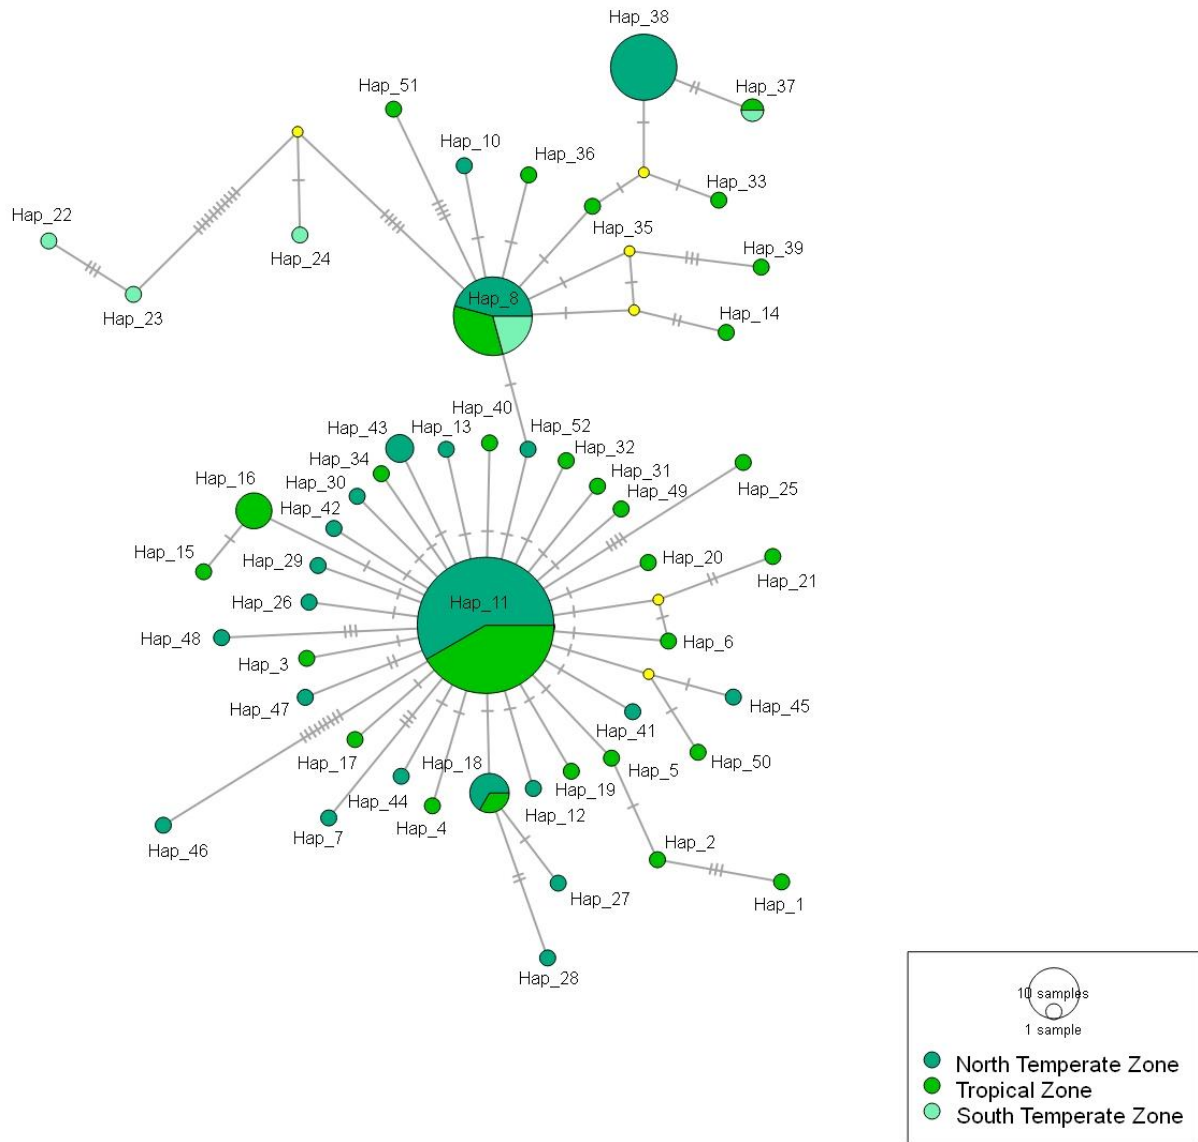 Hap_38
Hap_51
Hap_37
Hap_10
Hap_36
Hap_33
Hap_22
Hap_35
Hap_24
Hap_39
Hap_8
Hap_23
Hap_14
Hap_40
Hap_43
Hap_13
Hap_52
Hap_32
Hap_34
Hap_31
Hap_16
Hap_30
Hap_49
Hap_25
Hap_42
Hap_15
Hap_20
Hap_29
Hap_21
Hap_26
Hap_11
Hap_48
Hap_6
Hap_3
Hap_47
Hap_45
Hap_41
Hap_17
Hap_18
Hap_5
Hap_50
Hap_19
Hap_44
Hap_12
Hap_4
Hap_7
Hap_2
Hap_46
Hap_27
Hap_1
Hap_28
10 samples
1 sample
North Temperate Zone
Tropical Zone
South Temperate Zone